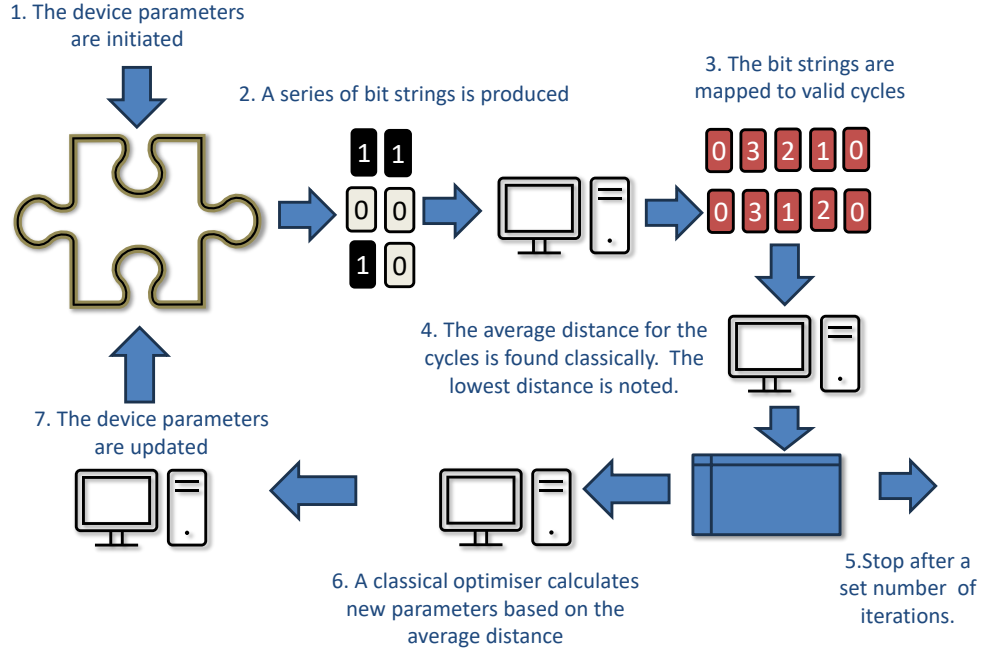 1. The device parameters
are initiated
2. A series of bit strings is produced
3. The bit strings are
mapped to valid cycles
1 1
0 0
1 0
0 3 2 1 0
0 3 1 2 0
4. The average distance for the
cycles is found classically. The
lowest distance is noted.
7. The device parameters
are updated
5.Stop after a
set number of
iterations.
6. A classical optimiser calculates
new parameters based on the
average distance